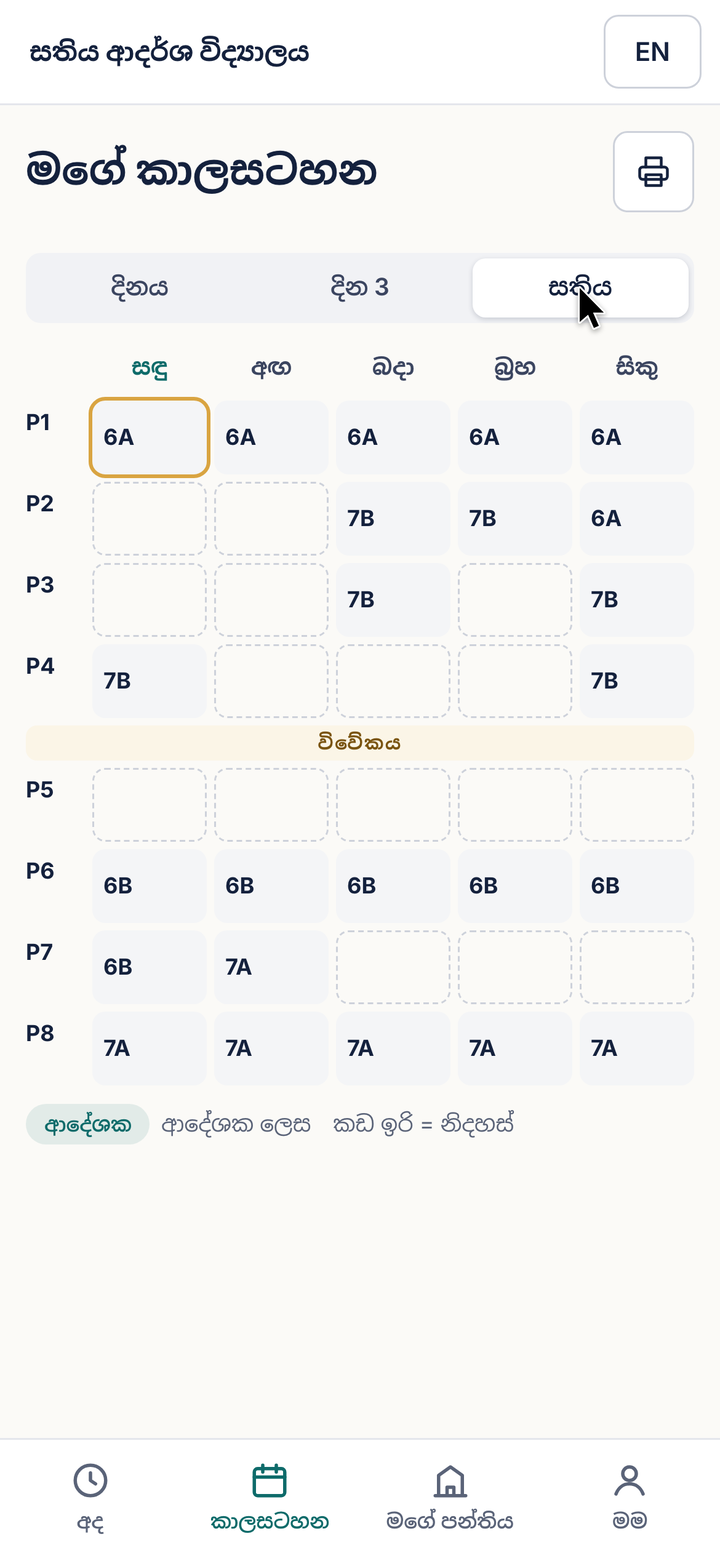 සතිය ආදර්ශ විද්‍යාලය
EN
මගේ කාලසටහන
දිනය දින 3 සතිය
සඳු අඟ බදා බ්‍රහ සිකු
P1 6A 6A 6A 6A 6A
P2 7B 7B 6A
P3 7B 7B
P4 7B 7B
විවේකය
P5
P6 6B 6B 6B 6B 6B
P7 6B 7A
P8 7A 7A 7A 7A 7A
ආදේශක ආදේශක ලෙස කඩ ඉරි = නිදහස්
අද කාලසටහන මගේ පන්තිය මම